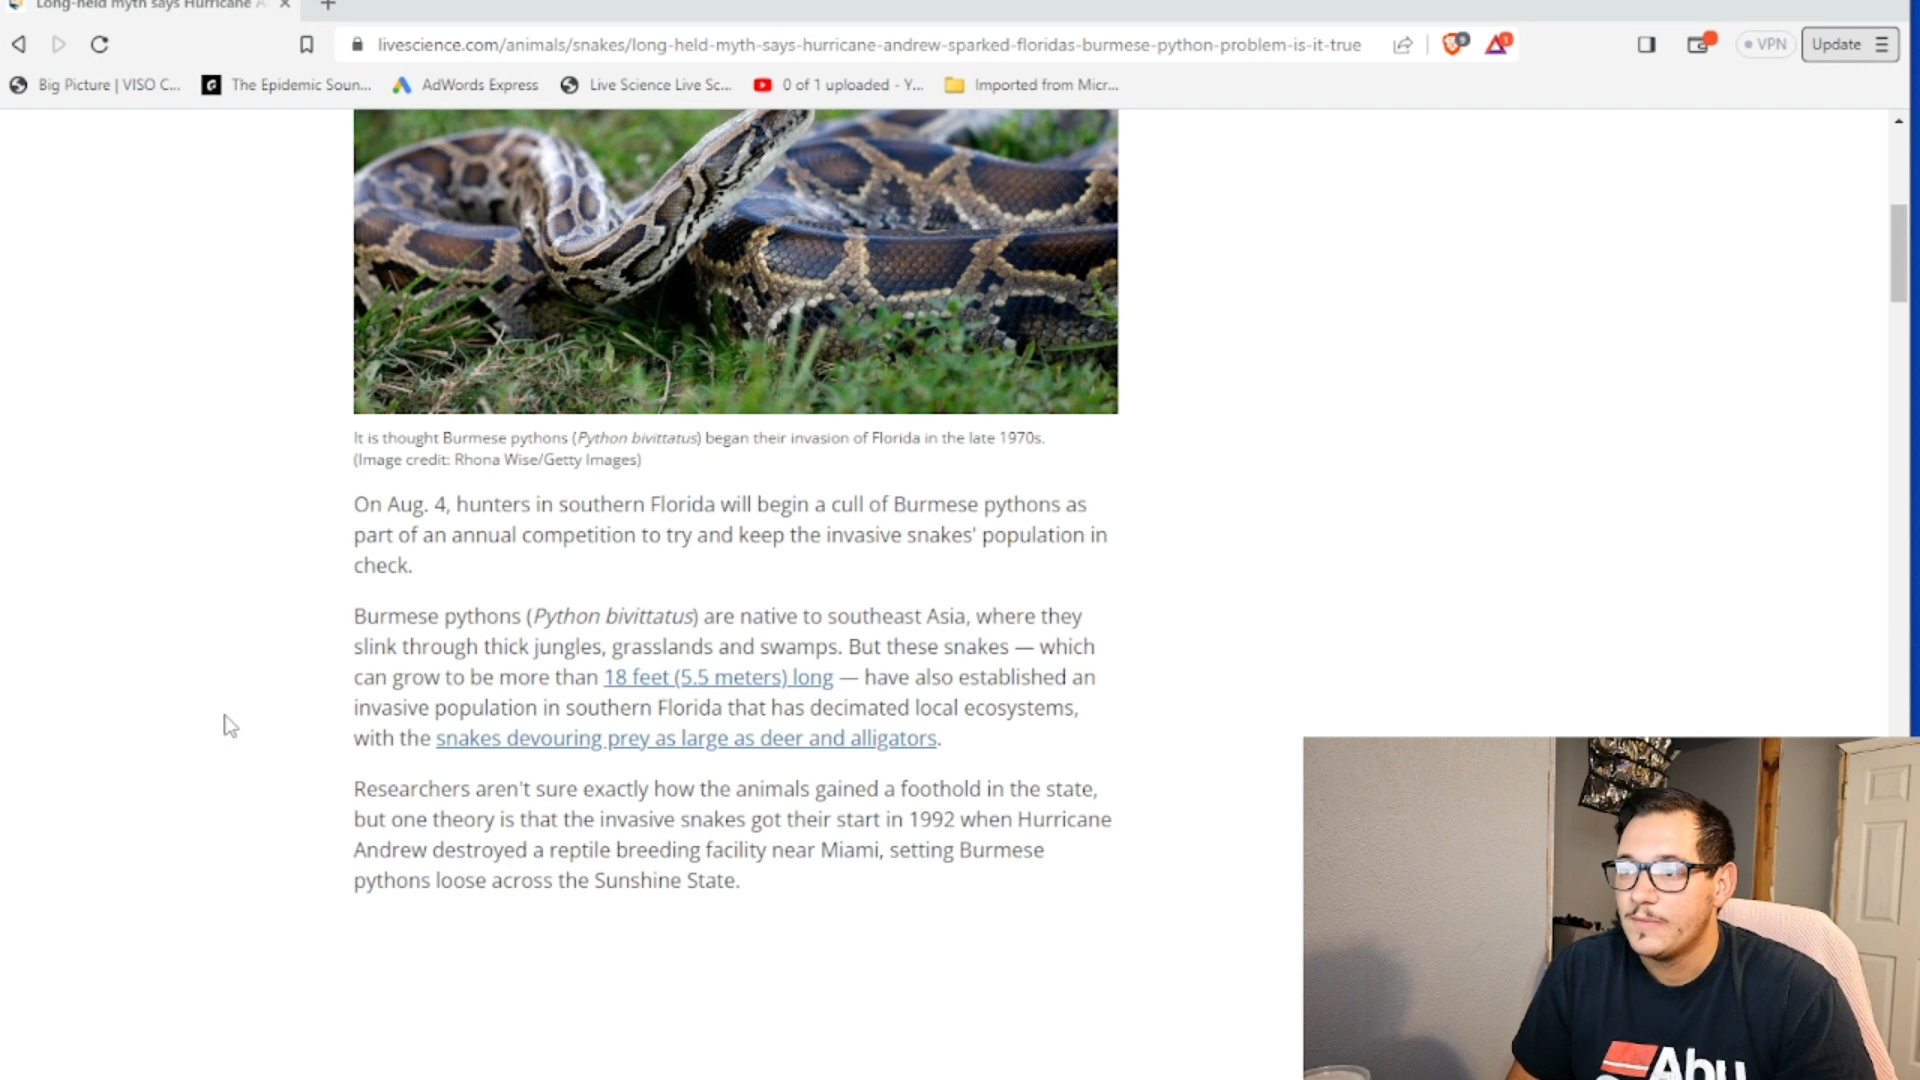 Long-held myth says Hurricane A
livescience.com/animals/snakes/long-held-myth-says-hurricane-andrew-sparked-floridas-burmese-python-problem-is-it-true
9
1
VPN
Update
Big Picture | VISO C...
The Epidemic Soun...
AdWords Express
Live Science Live Sc...
0 of 1 uploaded - Y...
Imported from Micr...
It is thought Burmese pythons (Python bivittatus) began their invasion of Florida in the late 1970s.
(Image credit: Rhona Wise/Getty Images)
On Aug. 4, hunters in southern Florida will begin a cull of Burmese pythons as
part of an annual competition to try and keep the invasive snakes' population in
check.
Burmese pythons (Python bivittatus) are native to southeast Asia, where they
slink through thick jungles, grasslands and swamps. But these snakes — which
can grow to be more than 18 feet (5.5 meters) long — have also established an
invasive population in southern Florida that has decimated local ecosystems,
with the snakes devouring prey as large as deer and alligators.
Researchers aren't sure exactly how the animals gained a foothold in the state,
but one theory is that the invasive snakes got their start in 1992 when Hurricane
Andrew destroyed a reptile breeding facility near Miami, setting Burmese
pythons loose across the Sunshine State.
Abu